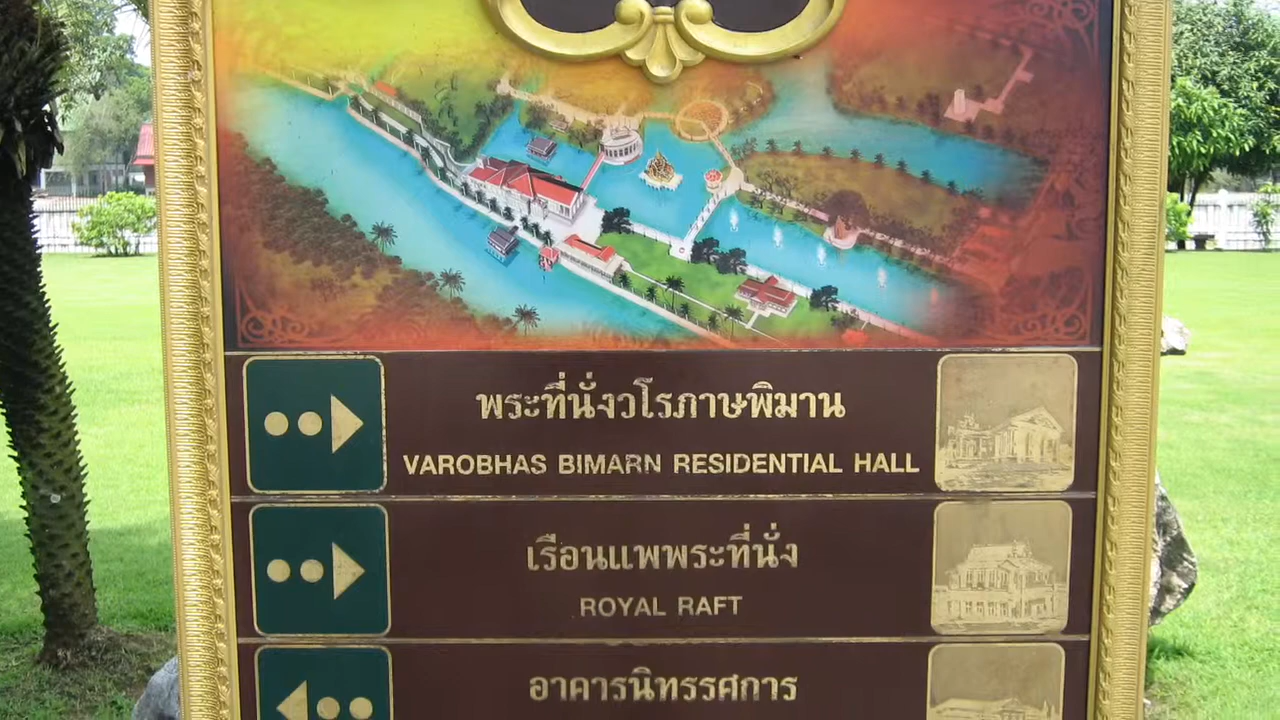 พระที่นั่งวโรภาษพิมาน
VAROBHAS BIMARN RESIDENTIAL HALL
เรือนแพพระที่นั่ง
ROYAL RAFT
อาคารนิทรรศการ